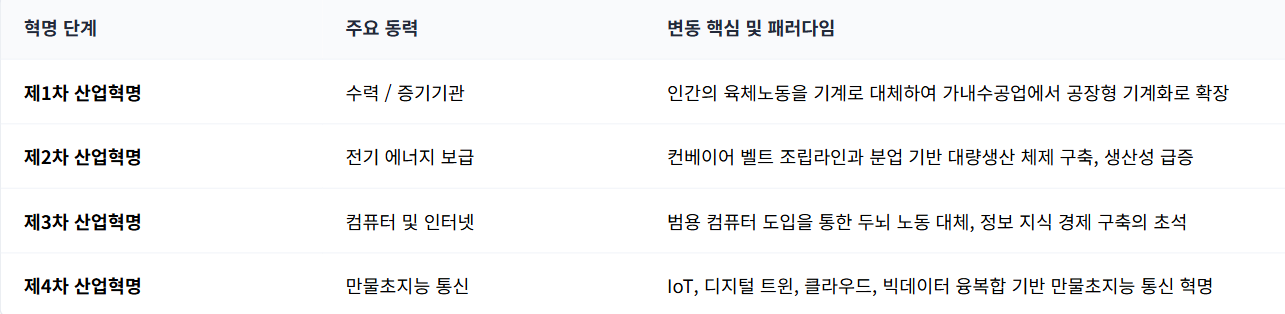 혁명 단계 주요 동력 변동 핵심 및 패러다임
제1차 산업혁명 수력 / 증기기관 인간의 육체노동을 기계로 대체하여 가내수공업에서 공장형 기계화로 확장
제2차 산업혁명 전기 에너지 보급 컨베이어 벨트 조립라인과 분업 기반 대량생산 체제 구축, 생산성 급증
제3차 산업혁명 컴퓨터 및 인터넷 범용 컴퓨터 도입을 통한 두뇌 노동 대체, 정보 지식 경제 구축의 초석
제4차 산업혁명 만물초지능 통신 IoT, 디지털 트윈, 클라우드, 빅데이터 융복합 기반 만물초지능 통신 혁명